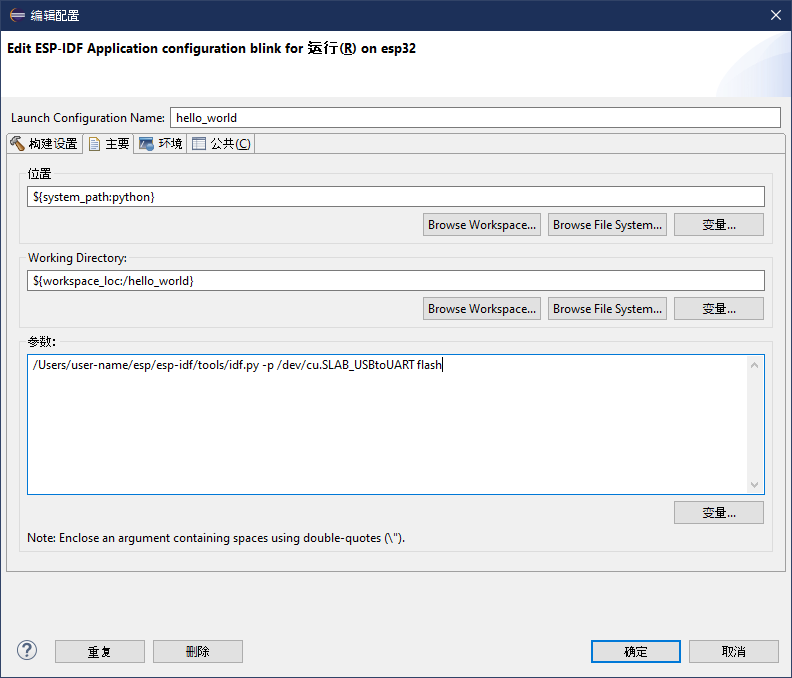 编辑配置
Edit ESP-IDF Application configuration blink for 运行(R) on esp32
Launch Configuration Name: hello_world
构建设置 主要 环境 公共(C)
位置
${system_path:python}
Browse Workspace... Browse File System... 变量...
Working Directory:
${workspace_loc:/hello_world}
Browse Workspace... Browse File System... 变量...
参数:
/Users/user-name/esp/esp-idf/tools/idf.py -p /dev/cu.SLAB_USBtoUART flash
变量...
Note: Enclose an argument containing spaces using double-quotes (\").
? 重复 删除 确定 取消